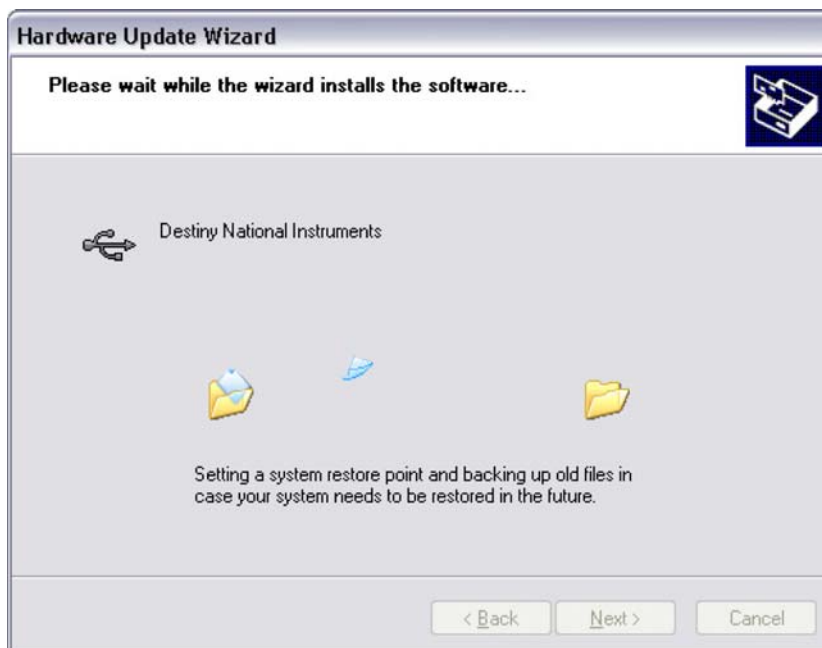 Hardware Update Wizard
Please wait while the wizard installs the software...
Destiny National Instruments
Setting a system restore point and backing up old files in
case your system needs to be restored in the future.
< Back Next > Cancel